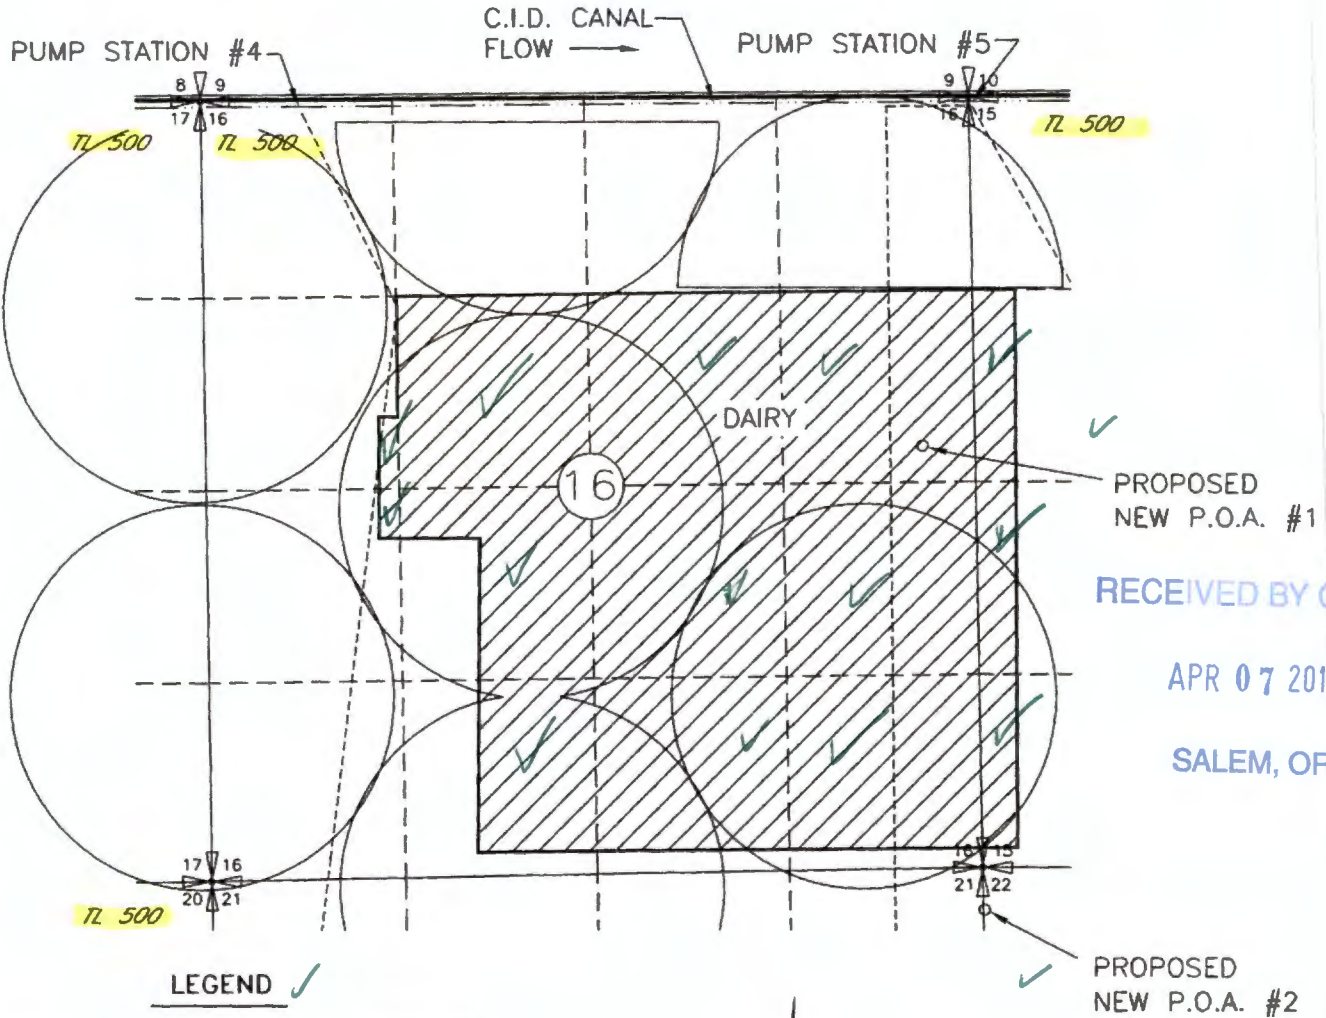 C.I.D. CANAL
FLOW
PUMP STATION #4
PUMP STATION #5
8 9
17 16
9 10
16 15
TL 500
TL 500
TL 500
DAIRY
16
PROPOSED
NEW P.O.A. #1
RECEIVED BY
APR 07 201
SALEM, OR
17 16
20 21
16 15
21 22
TL 500
LEGEND
PROPOSED
NEW P.O.A. #2